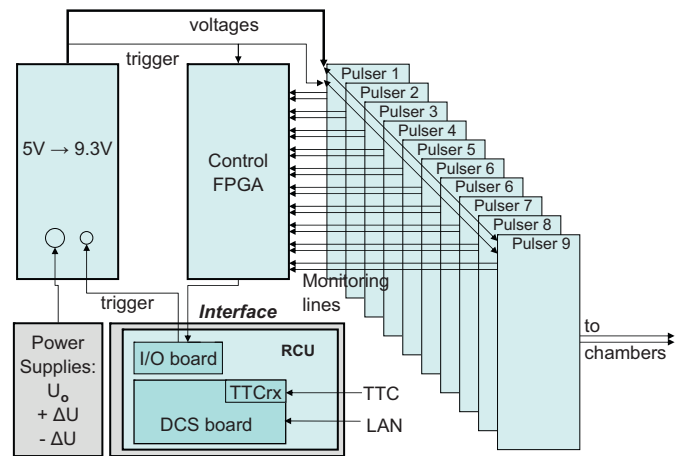 voltages
trigger
Pulser 1
Pulser 2
Pulser 3
Pulser 4
Pulser 5
Pulser 6
Pulser 6
Pulser 7
Pulser 8
Pulser 9
5V → 9.3V
Control
FPGA
Monitoring
lines
trigger
Interface
Power
Supplies:
Uo
+ ΔU
- ΔU
I/O board
RCU
TTCrx
DCS board
TTC
LAN
to
chambers